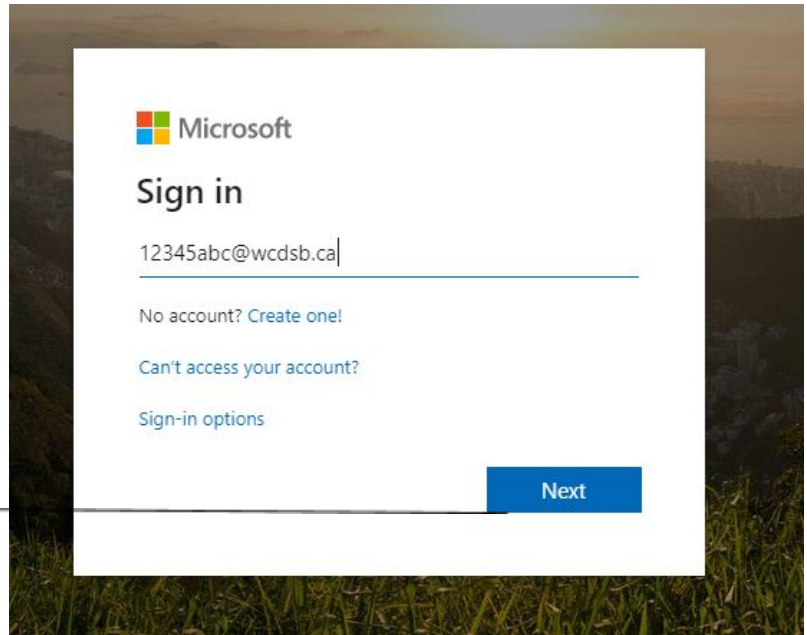 Microsoft
Sign in
12345abc@wcdsb.ca
No account? Create one!
Can't access your account?
Sign-in options
Next